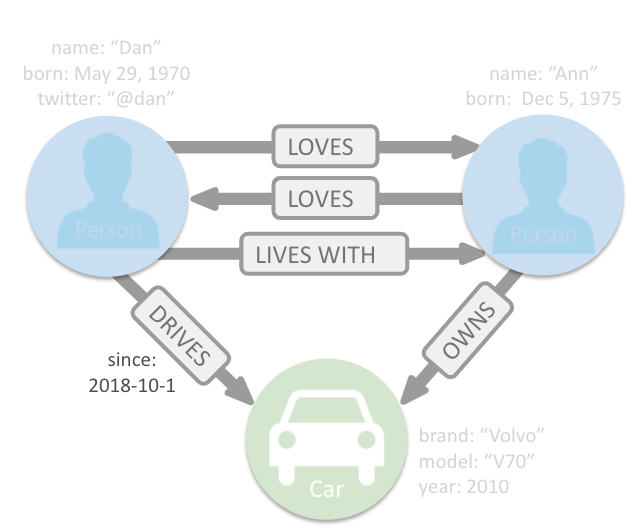 name: “Dan”
born: May 29, 1970
twitter: “@dan”
name: “Ann”
born:  Dec 5, 1975
LOVES
LOVES
Person
Person
LIVES WITH
DRIVES
OWNS
since:
2018-10-1
brand: “Volvo”
model: “V70”
year: 2010
Car